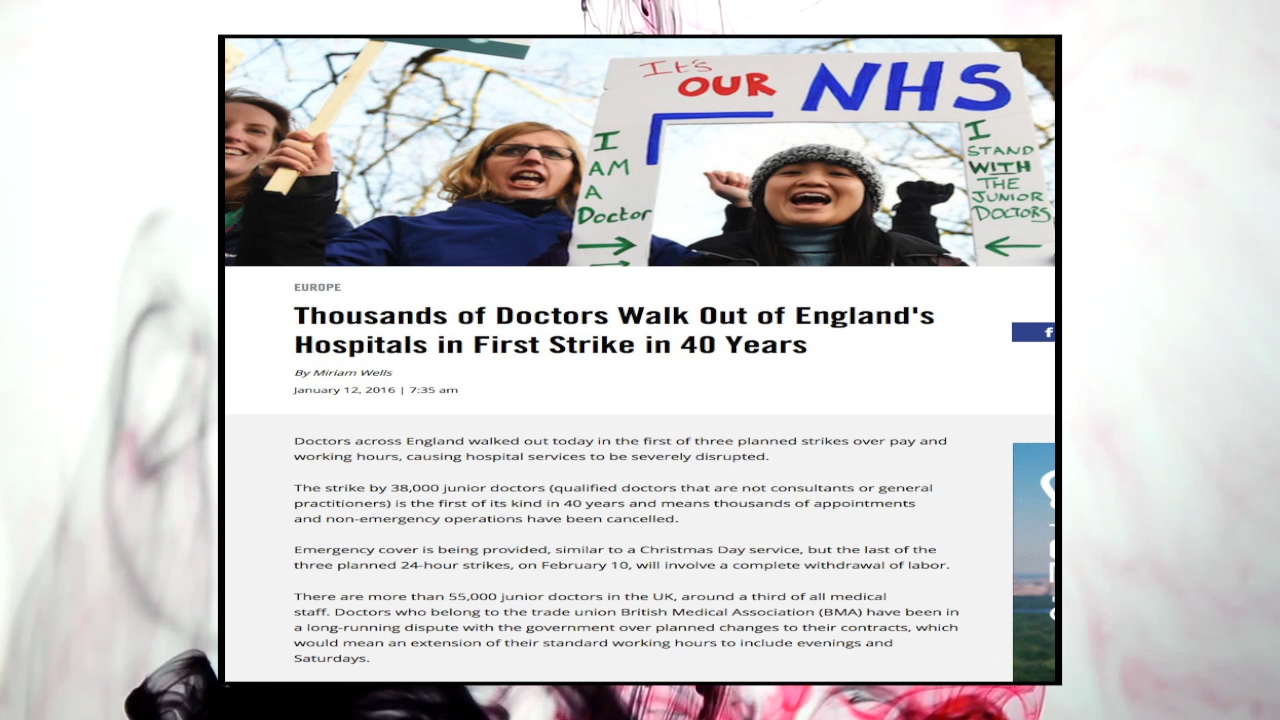 It's
OUR NHS
I
AM
A
Doctor
I
STAND
WITH
THE
JUNIOR
DOCTORS
EUROPE
Thousands of Doctors Walk Out of England's
Hospitals in First Strike in 40 Years
By Miriam Wells
January 12, 2016 | 7:35 am
f
Doctors across England walked out today in the first of three planned strikes over pay and
working hours, causing hospital services to be severely disrupted.
The strike by 38,000 junior doctors (qualified doctors that are not consultants or general
practitioners) is the first of its kind in 40 years and means thousands of appointments
and non-emergency operations have been cancelled.
Emergency cover is being provided, similar to a Christmas Day service, but the last of the
three planned 24-hour strikes, on February 10, will involve a complete withdrawal of labor.
There are more than 55,000 junior doctors in the UK, around a third of all medical
staff. Doctors who belong to the trade union British Medical Association (BMA) have been in
a long-running dispute with the government over planned changes to their contracts, which
would mean an extension of their standard working hours to include evenings and
Saturdays.